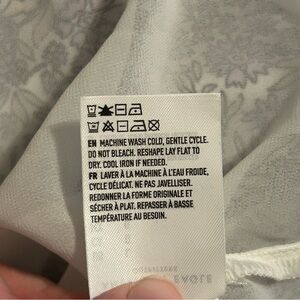 EN MACHINE WASH COLD, GENTLE CYCLE.
DO NOT BLEACH. RESHAPE LAY FLAT TO
DRY. COOL IRON IF NEEDED.
FR LAVER À LA MACHINE À L'EAU FROIDE,
CYCLE DÉLICAT. NE PAS JAVELLISER.
REDONNER LA FORME ORIGINALE ET
SÉCHER À PLAT. REPASSER À BASSE
TEMPÉRATURE AU BESOIN.